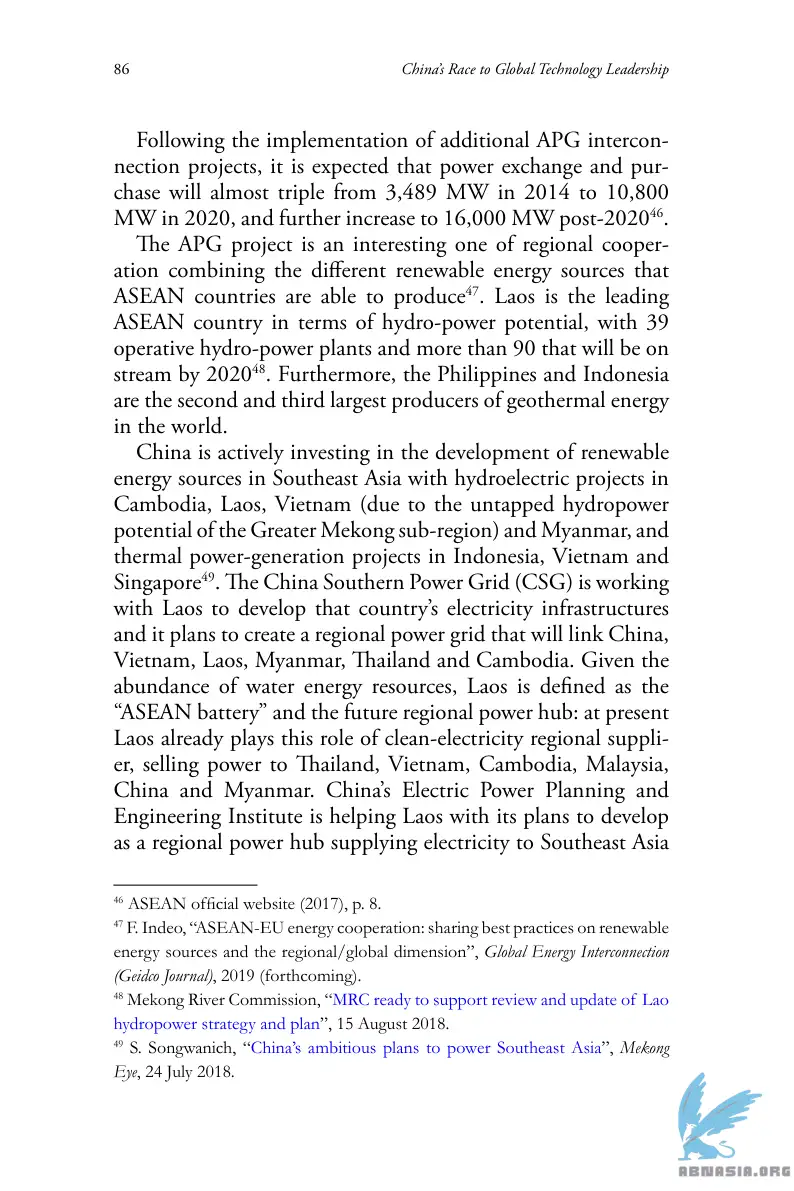 86
China’s Race to Global Technology Leadership
Following the implementation of additional APG intercon-
nection projects, it is expected that power exchange and pur-
chase will almost triple from 3,489 MW in 2014 to 10,800
MW in 2020, and further increase to 16,000 MW post-2020⁴⁶.
The APG project is an interesting one of regional cooper-
ation combining the different renewable energy sources that
ASEAN countries are able to produce⁴⁷. Laos is the leading
ASEAN country in terms of hydro-power potential, with 39
operative hydro-power plants and more than 90 that will be on
stream by 2020⁴⁸. Furthermore, the Philippines and Indonesia
are the second and third largest producers of geothermal energy
in the world.
China is actively investing in the development of renewable
energy sources in Southeast Asia with hydroelectric projects in
Cambodia, Laos, Vietnam (due to the untapped hydropower
potential of the Greater Mekong sub-region) and Myanmar, and
thermal power-generation projects in Indonesia, Vietnam and
Singapore⁴⁹. The China Southern Power Grid (CSG) is working
with Laos to develop that country’s electricity infrastructures
and it plans to create a regional power grid that will link China,
Vietnam, Laos, Myanmar, Thailand and Cambodia. Given the
abundance of water energy resources, Laos is defined as the
“ASEAN battery” and the future regional power hub: at present
Laos already plays this role of clean-electricity regional suppli-
er, selling power to Thailand, Vietnam, Cambodia, Malaysia,
China and Myanmar. China’s Electric Power Planning and
Engineering Institute is helping Laos with its plans to develop
as a regional power hub supplying electricity to Southeast Asia
⁴⁶ ASEAN official website (2017), p. 8.
⁴⁷ F. Indeo, “ASEAN-EU energy cooperation: sharing best practices on renewable
energy sources and the regional/global dimension”, Global Energy Interconnection
(Geidco Journal), 2019 (forthcoming).
⁴⁸ Mekong River Commission, “MRC ready to support review and update of Lao
hydropower strategy and plan”, 15 August 2018.
⁴⁹ S. Songwanich, “China’s ambitious plans to power Southeast Asia”, Mekong
Eye, 24 July 2018.
ABNASIA.ORG